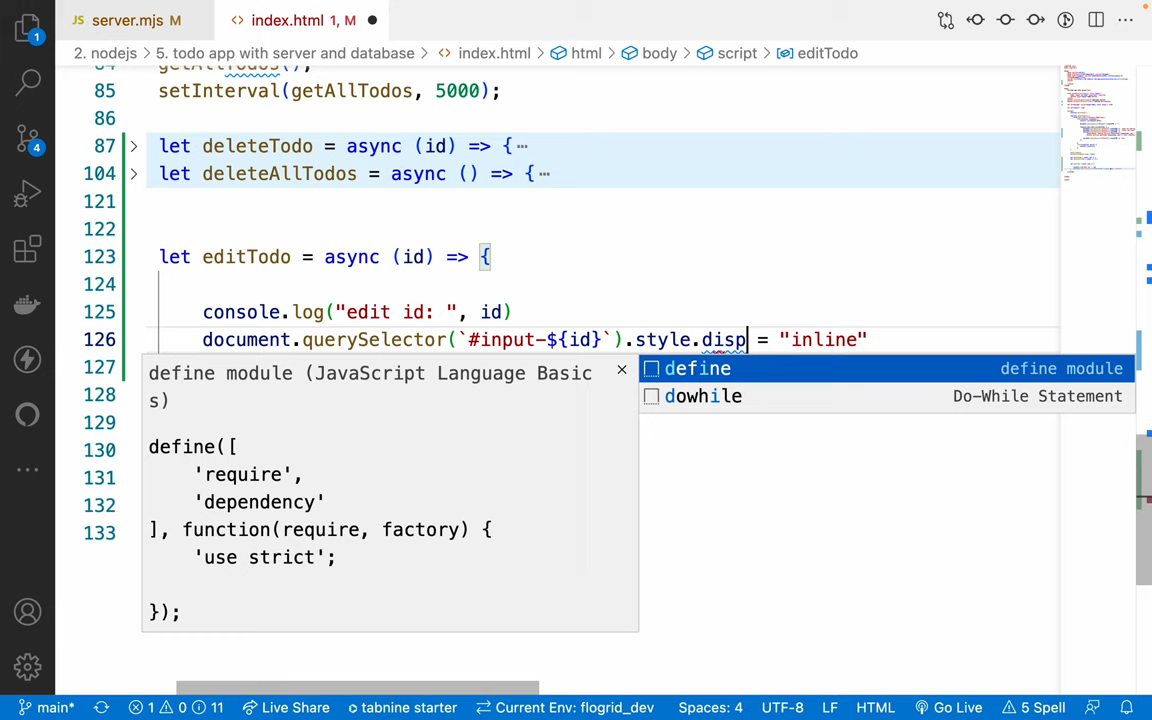 JS server.mjs M
<> index.html 1, M
2. nodejs > 5. todo app with server and database > <> index.html > html > body > script > editTodo
84 getAllTodos();
85 setInterval(getAllTodos, 5000);
86
87 let deleteTodo = async (id) => {…
104 let deleteAllTodos = async () => {…
121
122
123 let editTodo = async (id) => {
124
125 console.log("edit id: ", id)
126 document.querySelector(`#input-${id}`).style.disp = "inline"
127
128
129
130
131
132
133
define module (JavaScript Language Basic
s)
define([
'require',
'dependency'
], function(require, factory) {
'use strict';
});
define define module
dowhile Do-While Statement
1
4
main* 1 0 11 Live Share tabnine starter Current Env: flogrid_dev Spaces: 4 UTF-8 LF HTML Go Live 5 Spell